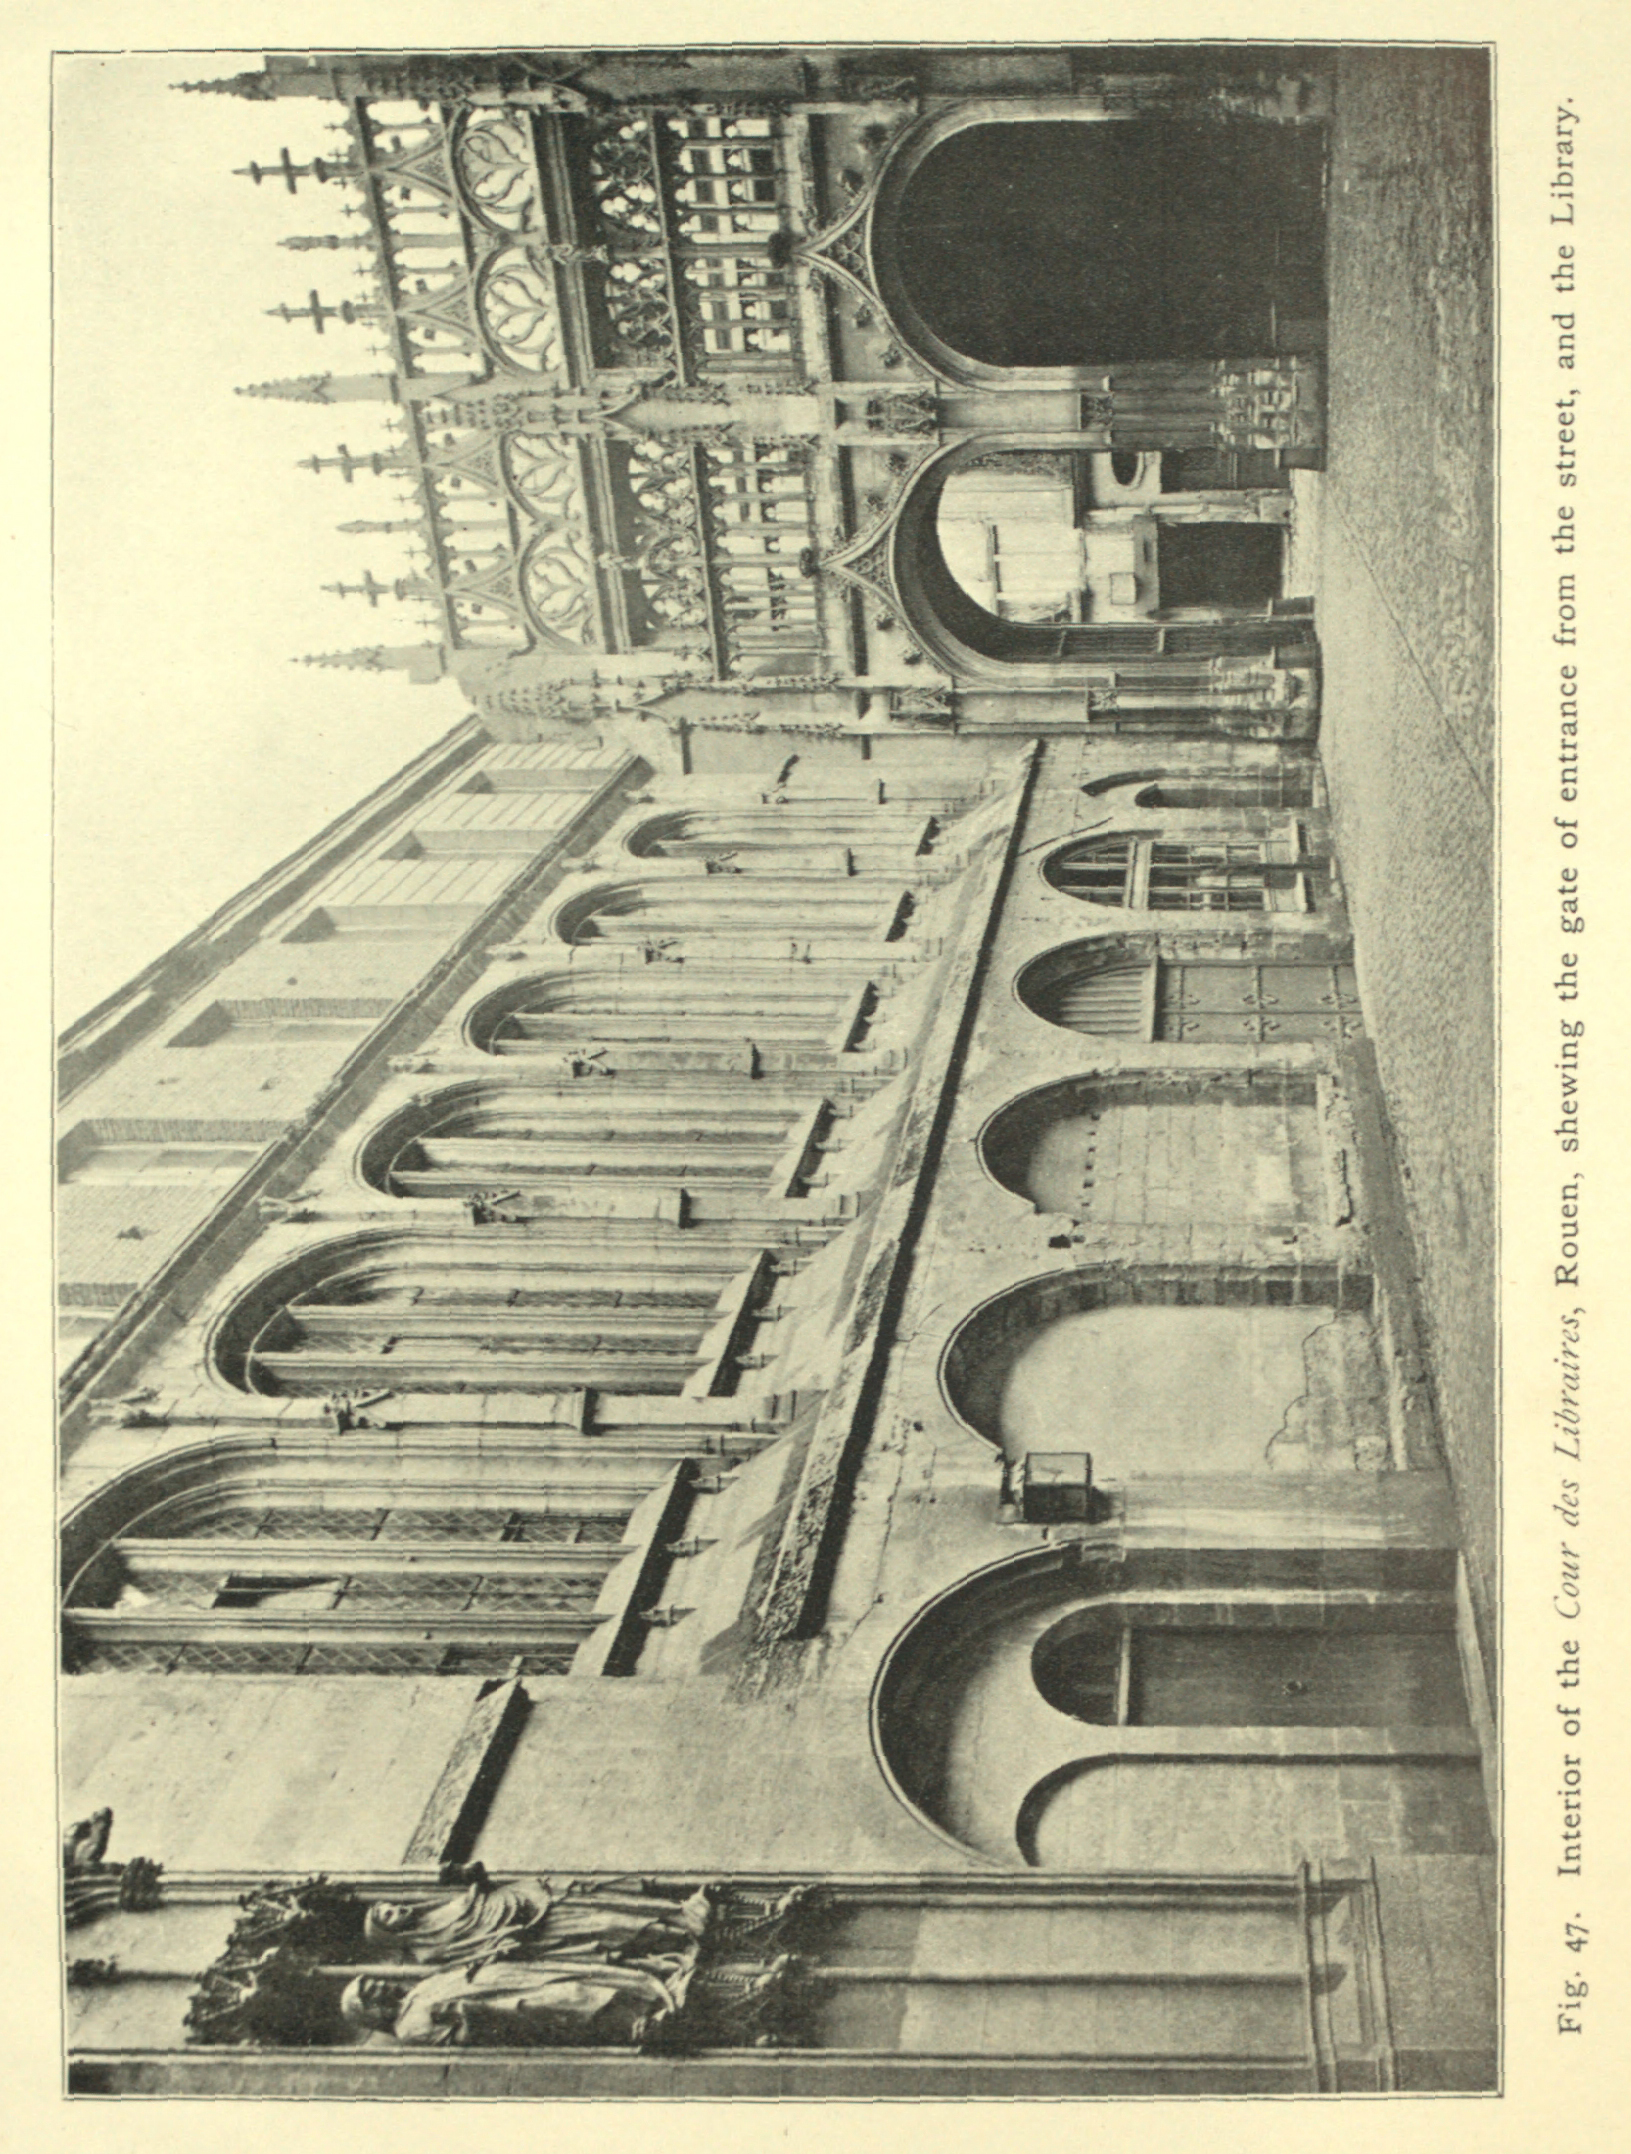 Fig. 47. Interior of the Cour des Libraires, Rouen, shewing the gate of entrance from the street, and the Library.